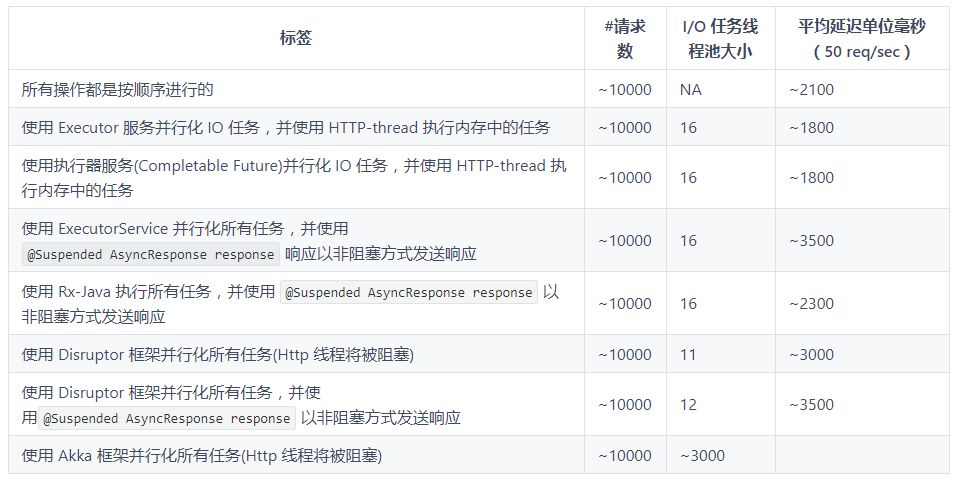 标签 #请求数 I/O 任务线程池大小 平均延迟单位毫秒（50 req/sec）
所有操作都是按顺序进行的 ~10000 NA ~2100
使用 Executor 服务并行化 IO 任务，并使用 HTTP-thread 执行内存中的任务 ~10000 16 ~1800
使用执行器服务(Completable Future)并行化 IO 任务，并使用 HTTP-thread 执
行内存中的任务 ~10000 16 ~1800
使用 ExecutorService 并行化所有任务，并使用
@Suspended AsyncResponse response 响应以非阻塞方式发送响应 ~10000 16 ~3500
使用 Rx-Java 执行所有任务，并使用 @Suspended AsyncResponse response 以
非阻塞方式发送响应 ~10000 16 ~2300
使用 Disruptor 框架并行化所有任务(Http 线程将被阻塞) ~10000 11 ~3000
使用 Disruptor 框架并行化所有任务，并使
用@Suspended AsyncResponse response 以非阻塞方式发送响应 ~10000 12 ~3500
使用 Akka 框架并行化所有任务(Http 线程将被阻塞) ~10000 ~3000